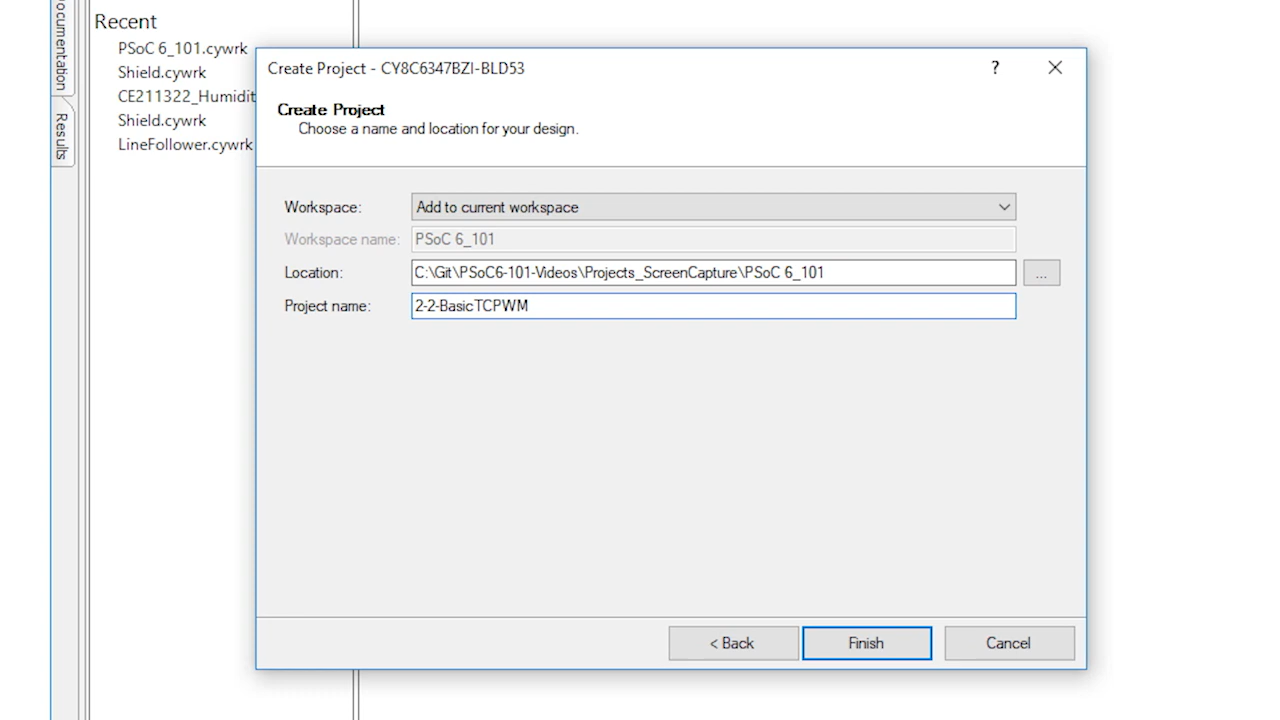 ocumentation
Results
Recent
PSoC 6_101.cywrk
Shield.cywrk
CE211322_Humidit
Shield.cywrk
LineFollower.cywrk
Create Project - CY8C6347BZI-BLD53
?
Create Project
Choose a name and location for your design.
Workspace:
Add to current workspace
Workspace name:
PSoC 6_101
Location:
C:\Git\PSoC6-101-Videos\Projects_ScreenCapture\PSoC 6_101
...
Project name:
2-2-BasicTCPWM
< Back
Finish
Cancel